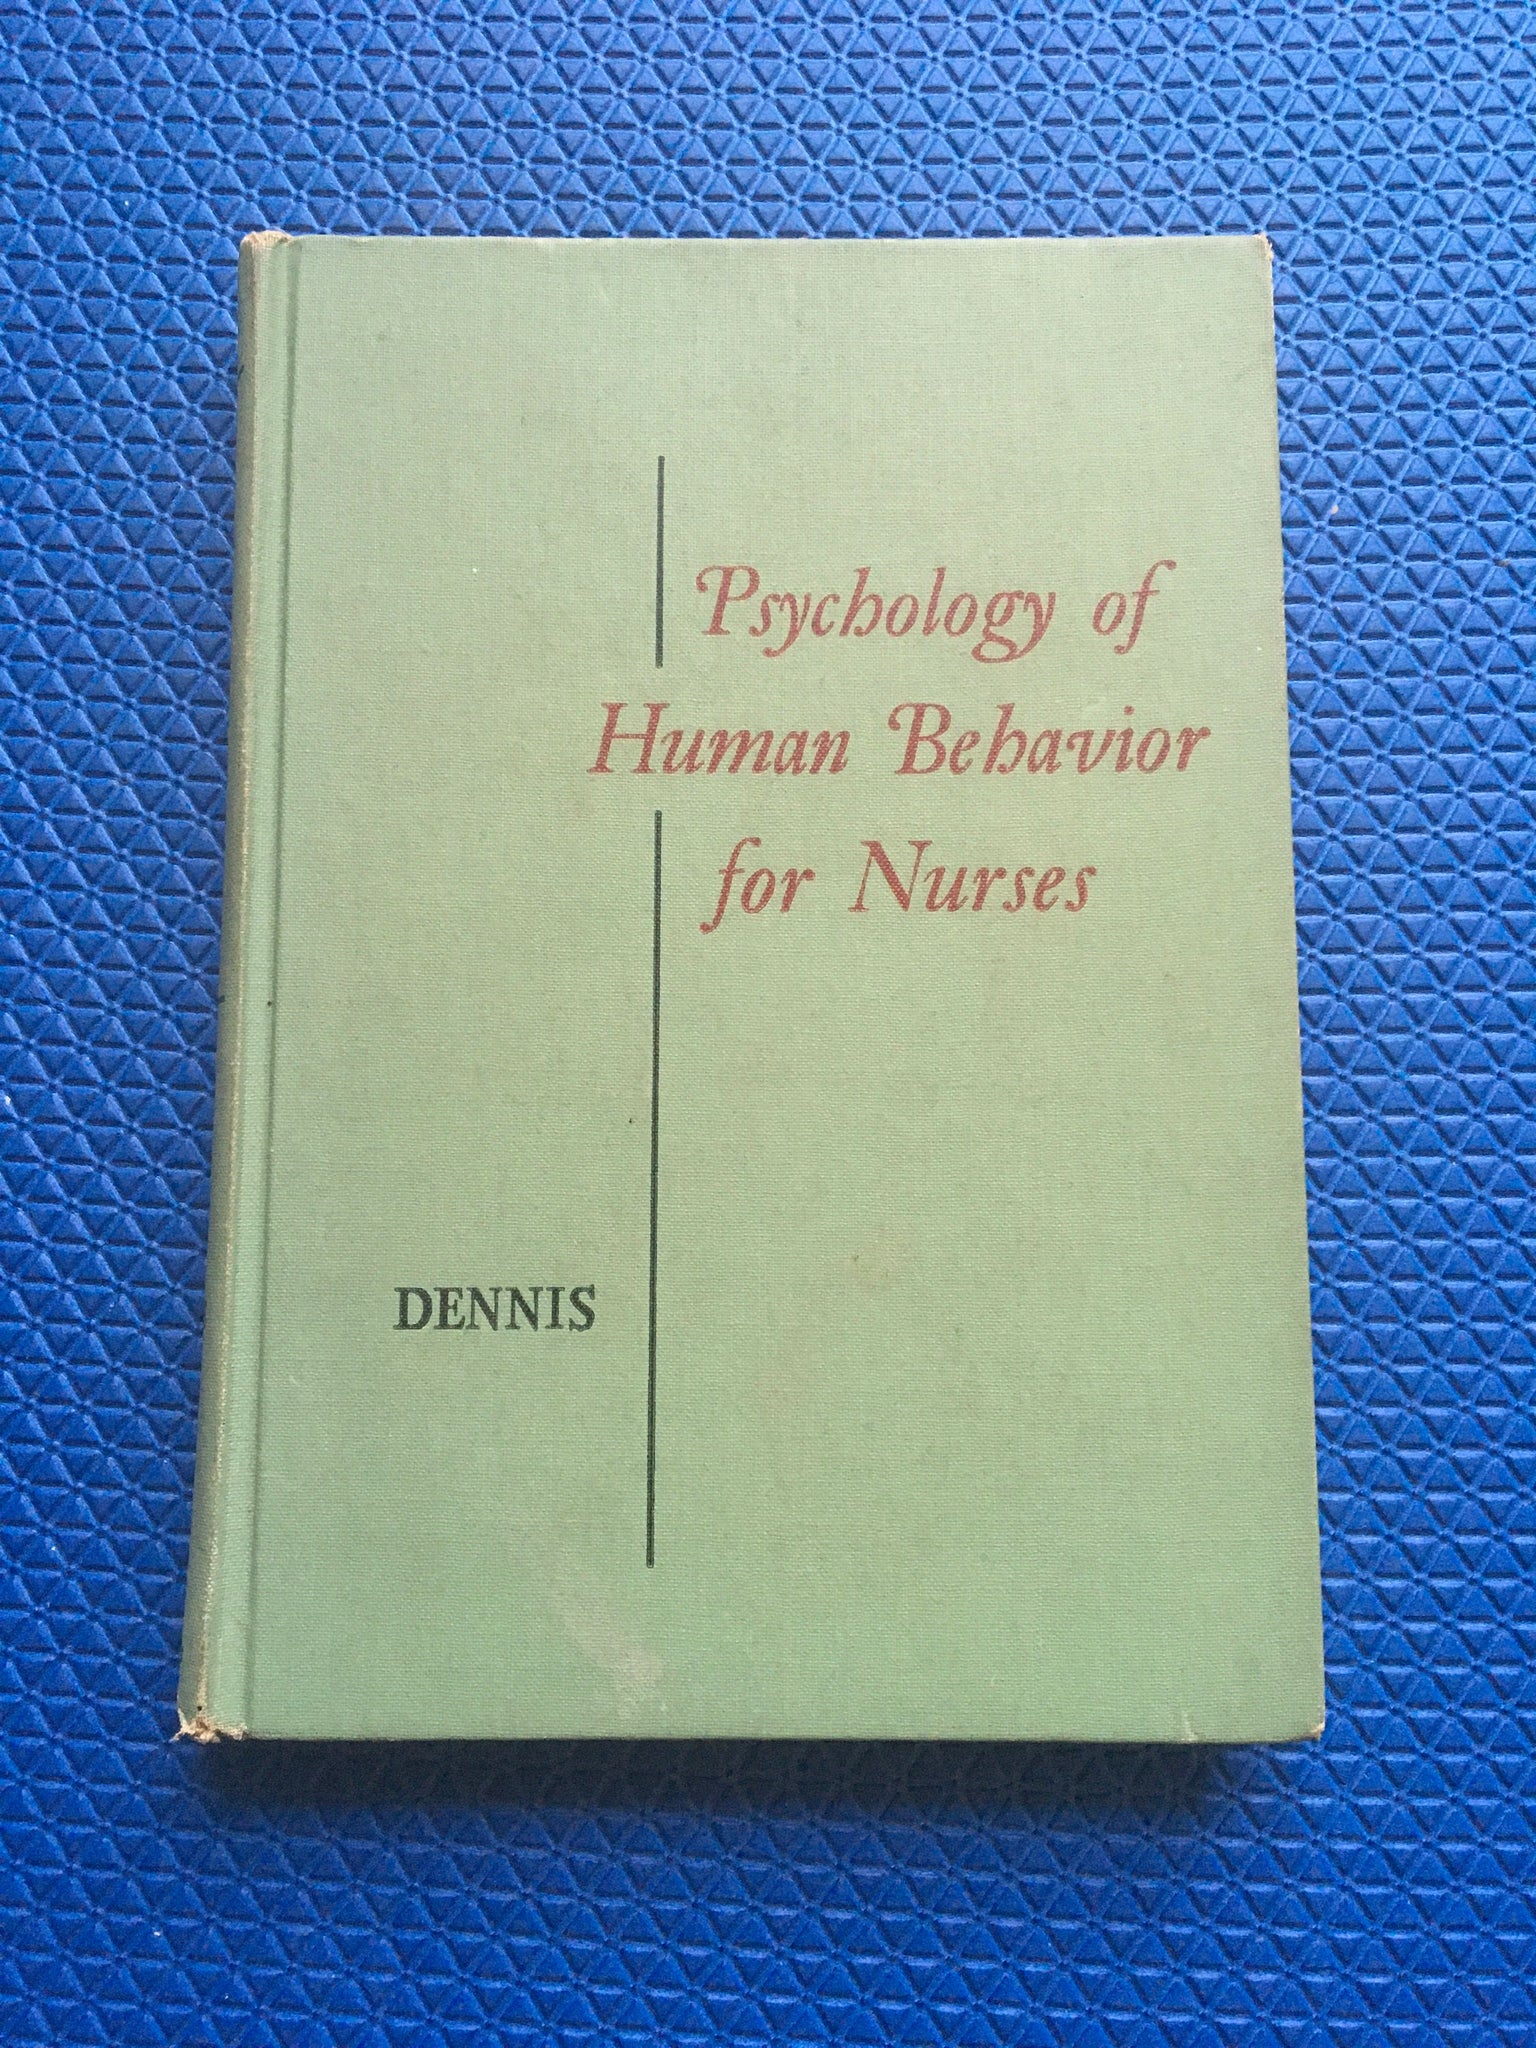 Psychology of
Human Behavior
for Nurses
DENNIS